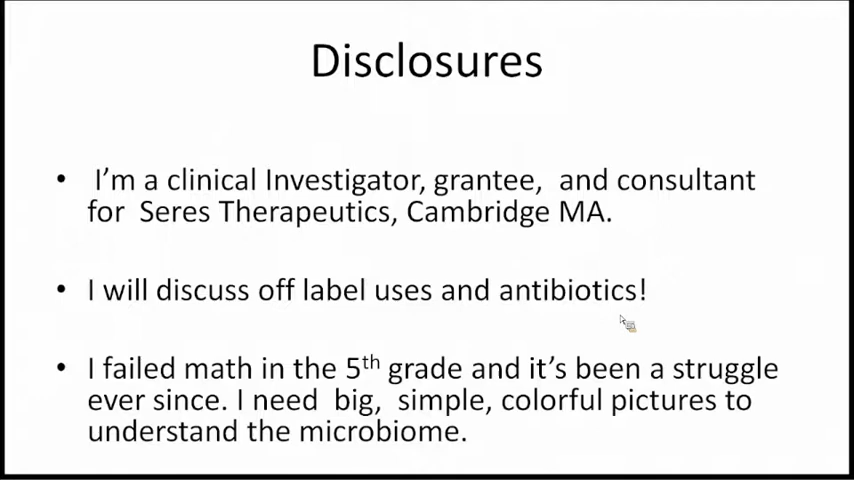 Disclosures
• I'm a clinical Investigator, grantee, and consultant
for Seres Therapeutics, Cambridge MA.
• I will discuss off label uses and antibiotics!
• I failed math in the 5th grade and it's been a struggle
ever since. I need big, simple, colorful pictures to
understand the microbiome.